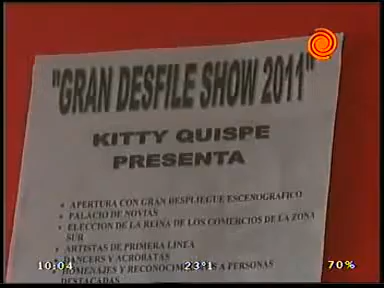 "GRAN DESFILE SHOW 2011"
KITTY QUISPE
PRESENTA
• APERTURA CON GRAN DESPLIEGUE ESCENOGRAFICO
• PALACIO DE NOVIAS
• ELECCION DE LA REINA DE LOS COMERCIOS DE LA ZONA
SUR
• ARTISTAS DE PRIMERA LINEA
DANCERS Y ACROBATAS
HOMENAJES Y RECONOCIMIENTOS A PERSONAS
DESTACADAS
10:04 23°1 70%